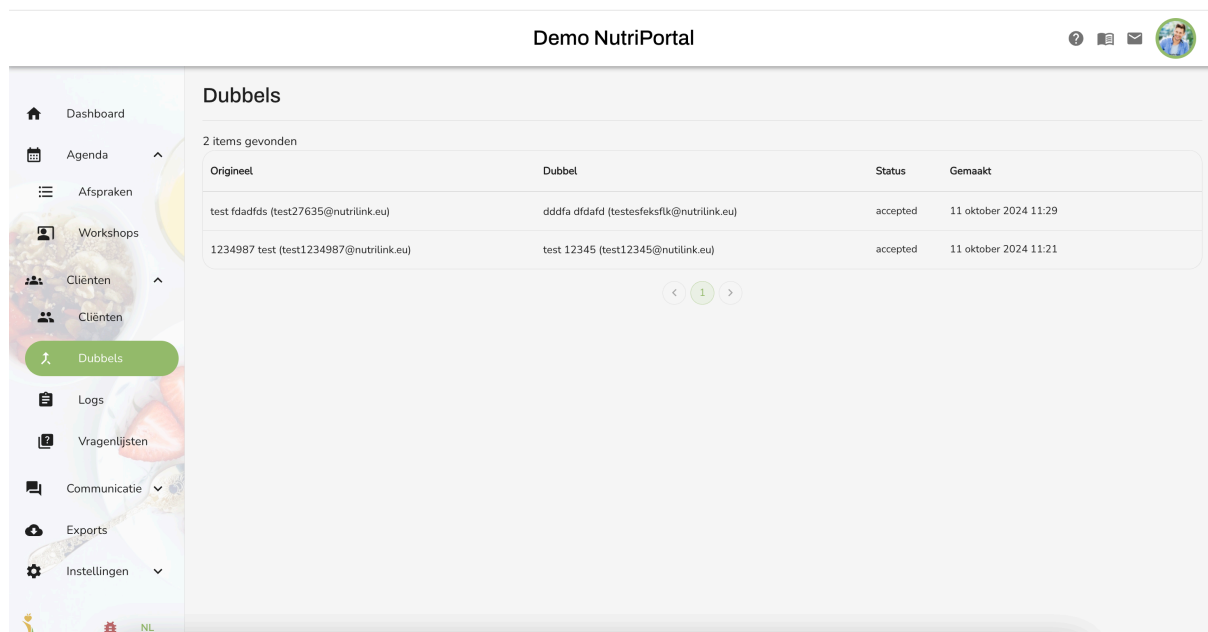 Demo NutriPortal
Dashboard
Agenda
Afspraken
Workshops
Cliënten
Cliënten
Dubbels
Logs
Vragenlijsten
Communicatie
Exports
Instellingen
NL
Dubbels
2 items gevonden
Origineel Dubbel Status Gemaakt
test fdadfds (test27635@nutrilink.eu) dddfa dfdafd (testesfeksflk@nutrilink.eu) accepted 11 oktober 2024 11:29
1234987 test (test1234987@nutrilink.eu) test 12345 (test12345@nutilink.eu) accepted 11 oktober 2024 11:21
1